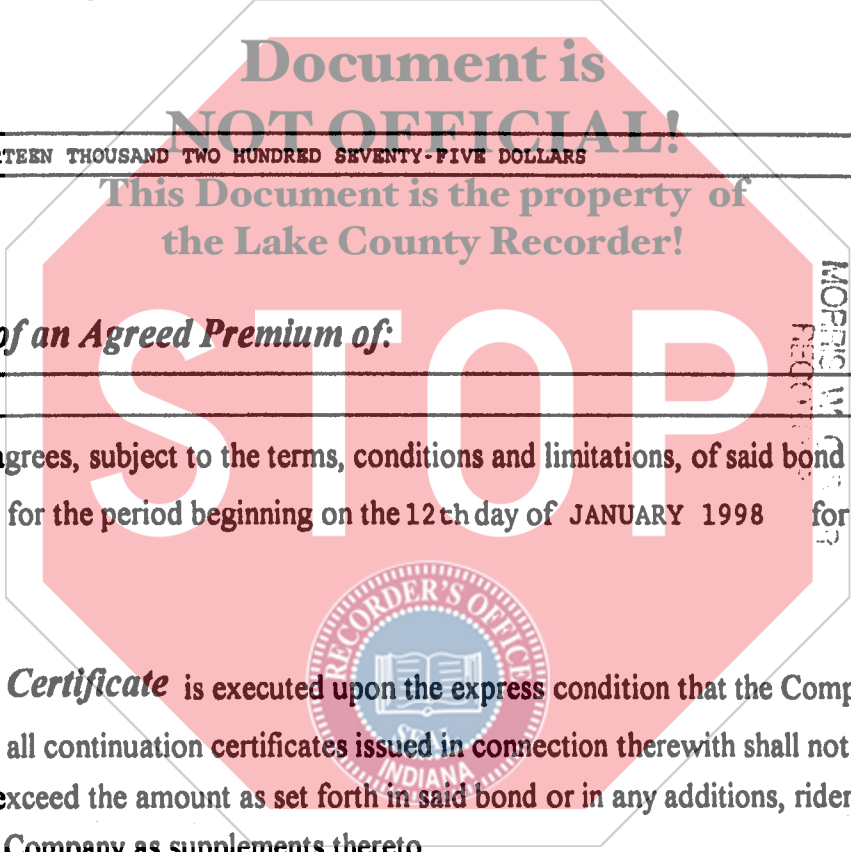 Document is
NOT OFFICIAL!
TEEN THOUSAND TWO HUNDRED SEVENTY-FIVE DOLLARS
This Document is the property of
the Lake County Recorder!
of an Agreed Premium of:
STOP
agrees, subject to the terms, conditions and limitations, of said bond
for the period beginning on the 12th day of JANUARY 1998 for
RECORDER'S OFFICE
Certificate is executed upon the express condition that the Comp
all continuation certificates issued in connection therewith shall not
SEAL
INDIANA
exceed the amount as set forth in said bond or in any additions, rider
Company as supplements thereto